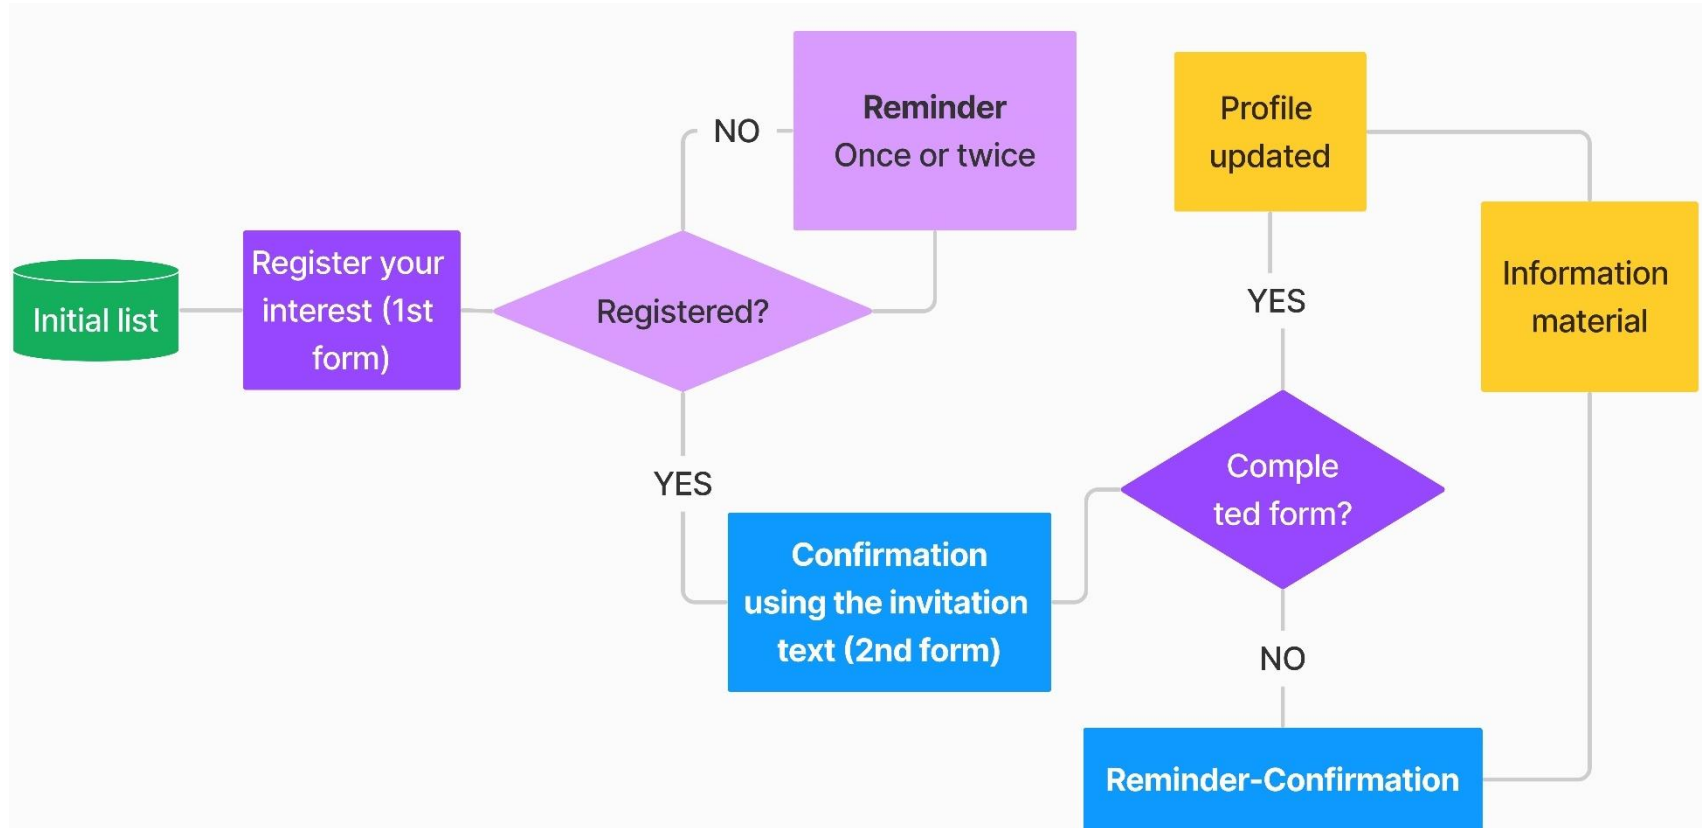 Initial list
Register your
interest (1st
form)
Registered?
NO
Reminder
Once or twice
YES
Confirmation
using the invitation
text (2nd form)
Comple
ted form?
YES
Profile
updated
NO
Reminder-Confirmation
Information
material